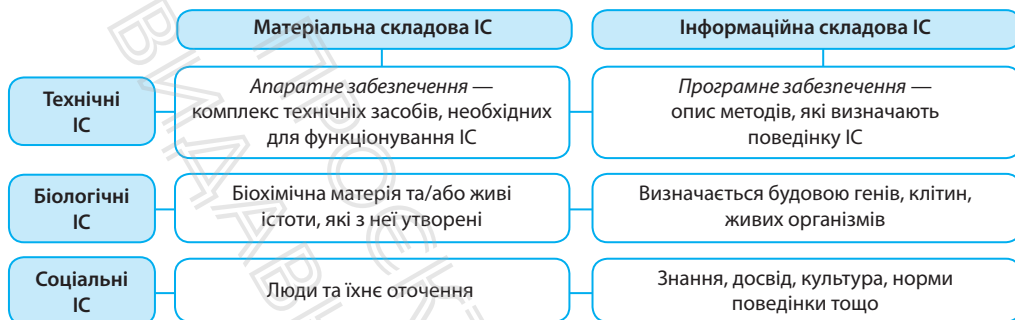 Матеріальна складова ІС
Інформаційна складова ІС
Технічні
ІС
Апаратне забезпечення —
комплекс технічніх засобів, необхідних
для функціонування ІС
Програмне забезпечення —
опис методів, які визначають
поведінку ІС
Біологічні
ІС
Біохімічна матерія та/або живі
істоти, які з неї утворені
Визначається будовою генів, клітин,
живих організмів
Соціальні
ІС
Люди та їхнє оточення
Знання, досвід, культура, норми
поведінки тощо